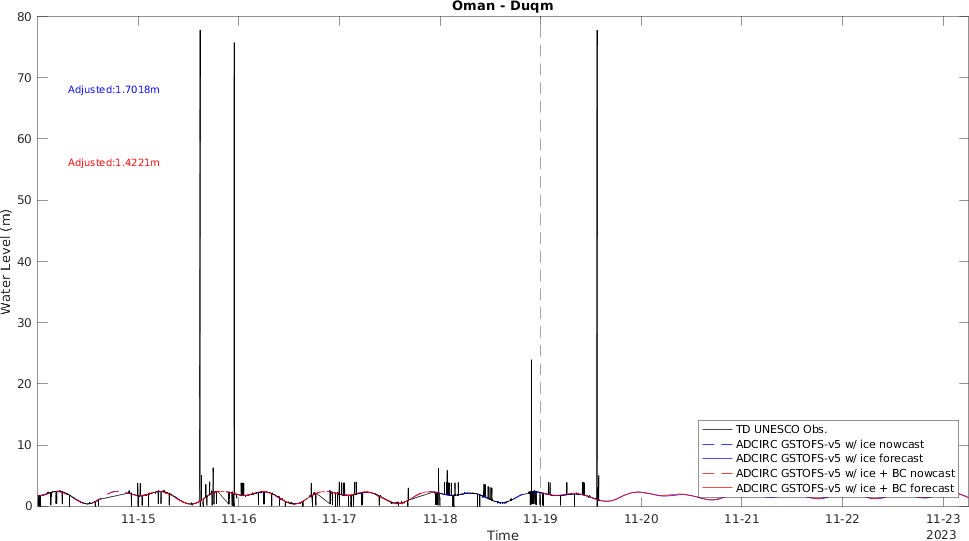 Oman - Duqm
80
70
60
50
40
30
20
10
0
Water Level (m)
Adjusted:1.7018m
Adjusted:1.4221m
TD UNESCO Obs.
ADCIRC GSTOFS-v5 w/ ice nowcast
ADCIRC GSTOFS-v5 w/ ice forecast
ADCIRC GSTOFS-v5 w/ ice + BC nowcast
ADCIRC GSTOFS-v5 w/ ice + BC forecast
11-15 11-16 11-17 11-18 11-19 11-20 11-21 11-22 11-23
2023
Time